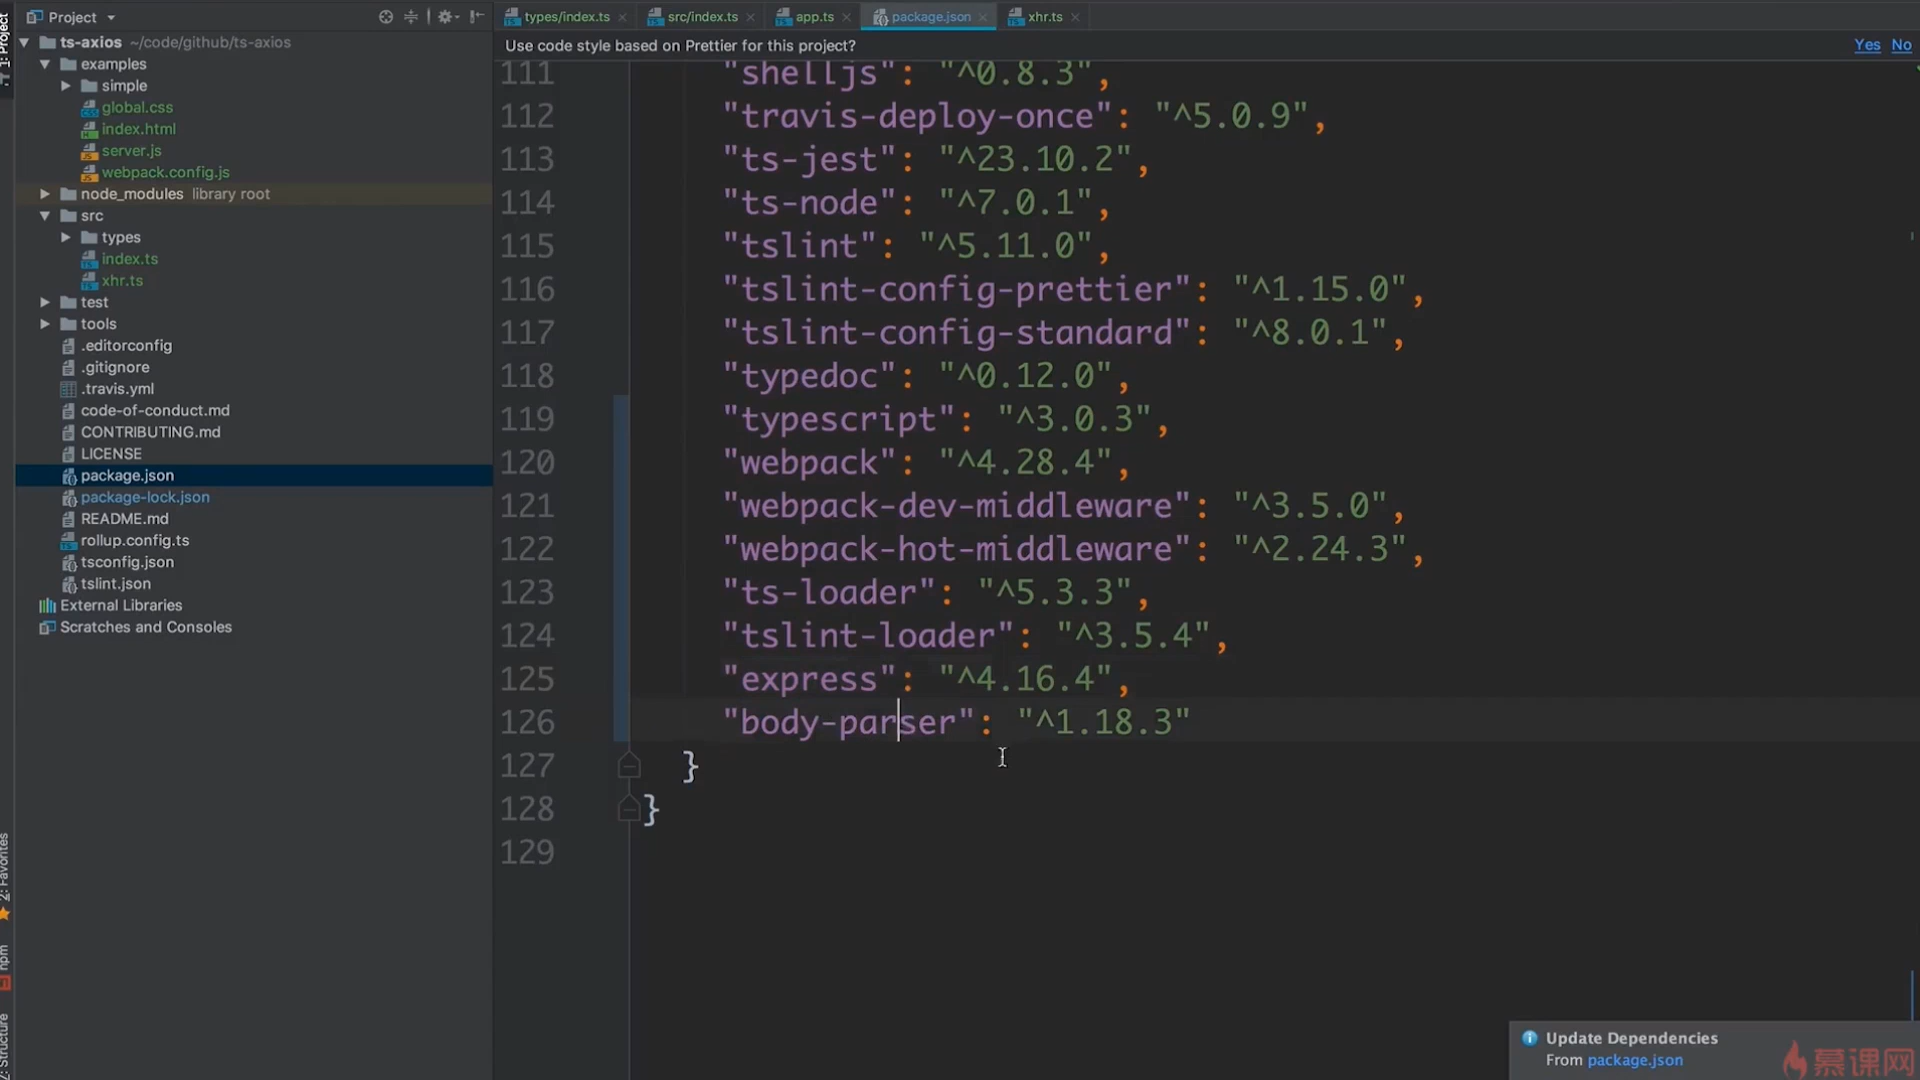 Project
types/index.ts
src/index.ts
app.ts
package.json
xhr.ts
Use code style based on Prettier for this project?
Yes No
1: Project
ts-axios ~/code/github/ts-axios
examples
simple
global.css
index.html
server.js
webpack.config.js
node_modules library root
src
types
index.ts
xhr.ts
test
tools
.editorconfig
.gitignore
.travis.yml
code-of-conduct.md
CONTRIBUTING.md
LICENSE
package.json
package-lock.json
README.md
rollup.config.ts
tsconfig.json
tslint.json
External Libraries
Scratches and Consoles
2: Favorites
npm
Z: Structure
111 "shelljs": "^0.8.3",
112 "travis-deploy-once": "^5.0.9",
113 "ts-jest": "^23.10.2",
114 "ts-node": "^7.0.1",
115 "tslint": "^5.11.0",
116 "tslint-config-prettier": "^1.15.0",
117 "tslint-config-standard": "^8.0.1",
118 "typedoc": "^0.12.0",
119 "typescript": "^3.0.3",
120 "webpack": "^4.28.4",
121 "webpack-dev-middleware": "^3.5.0",
122 "webpack-hot-middleware": "^2.24.3",
123 "ts-loader": "^5.3.3",
124 "tslint-loader": "^3.5.4",
125 "express": "^4.16.4",
126 "body-parser": "^1.18.3"
127 }
128 }
129
Update Dependencies
From package.json
慕课网